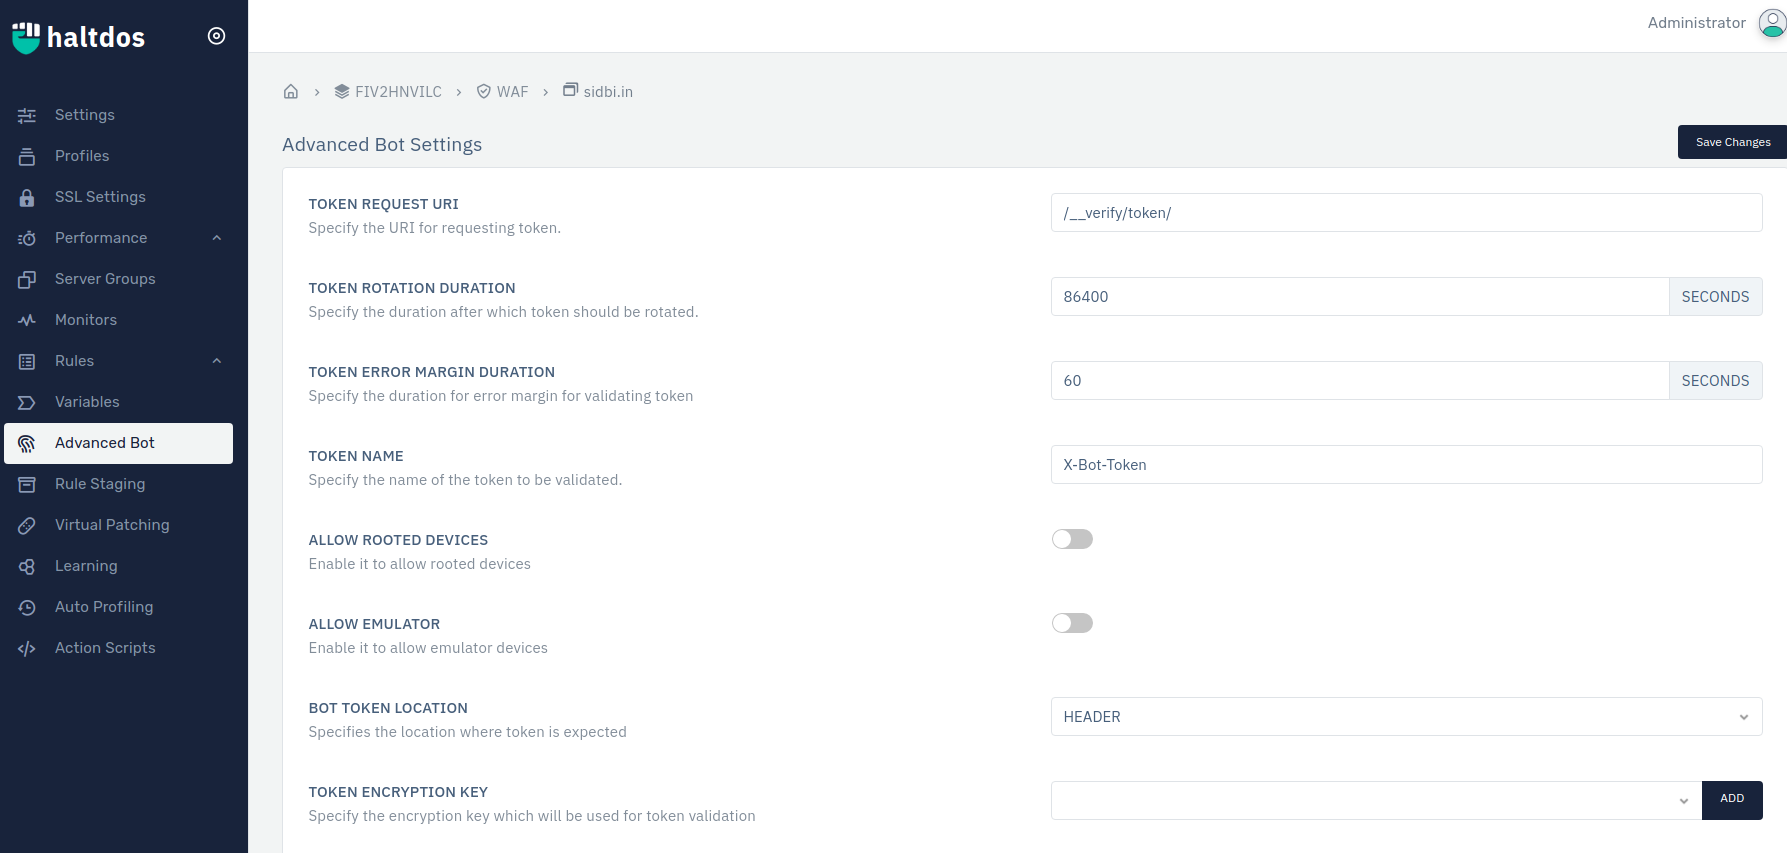 haltdos
Administrator
Settings
Profiles
SSL Settings
Performance
Server Groups
Monitors
Rules
Variables
Advanced Bot
Rule Staging
Virtual Patching
Learning
Auto Profiling
Action Scripts
FIV2HNVILC
WAF
sidbi.in
Advanced Bot Settings
Save Changes
TOKEN REQUEST URI
Specify the URI for requesting token.
/__verify/token/
TOKEN ROTATION DURATION
Specify the duration after which token should be rotated.
86400 SECONDS
TOKEN ERROR MARGIN DURATION
Specify the duration for error margin for validating token
60 SECONDS
TOKEN NAME
Specify the name of the token to be validated.
X-Bot-Token
ALLOW ROOTED DEVICES
Enable it to allow rooted devices
ALLOW EMULATOR
Enable it to allow emulator devices
BOT TOKEN LOCATION
Specifies the location where token is expected
HEADER
TOKEN ENCRYPTION KEY
Specify the encryption key which will be used for token validation
ADD